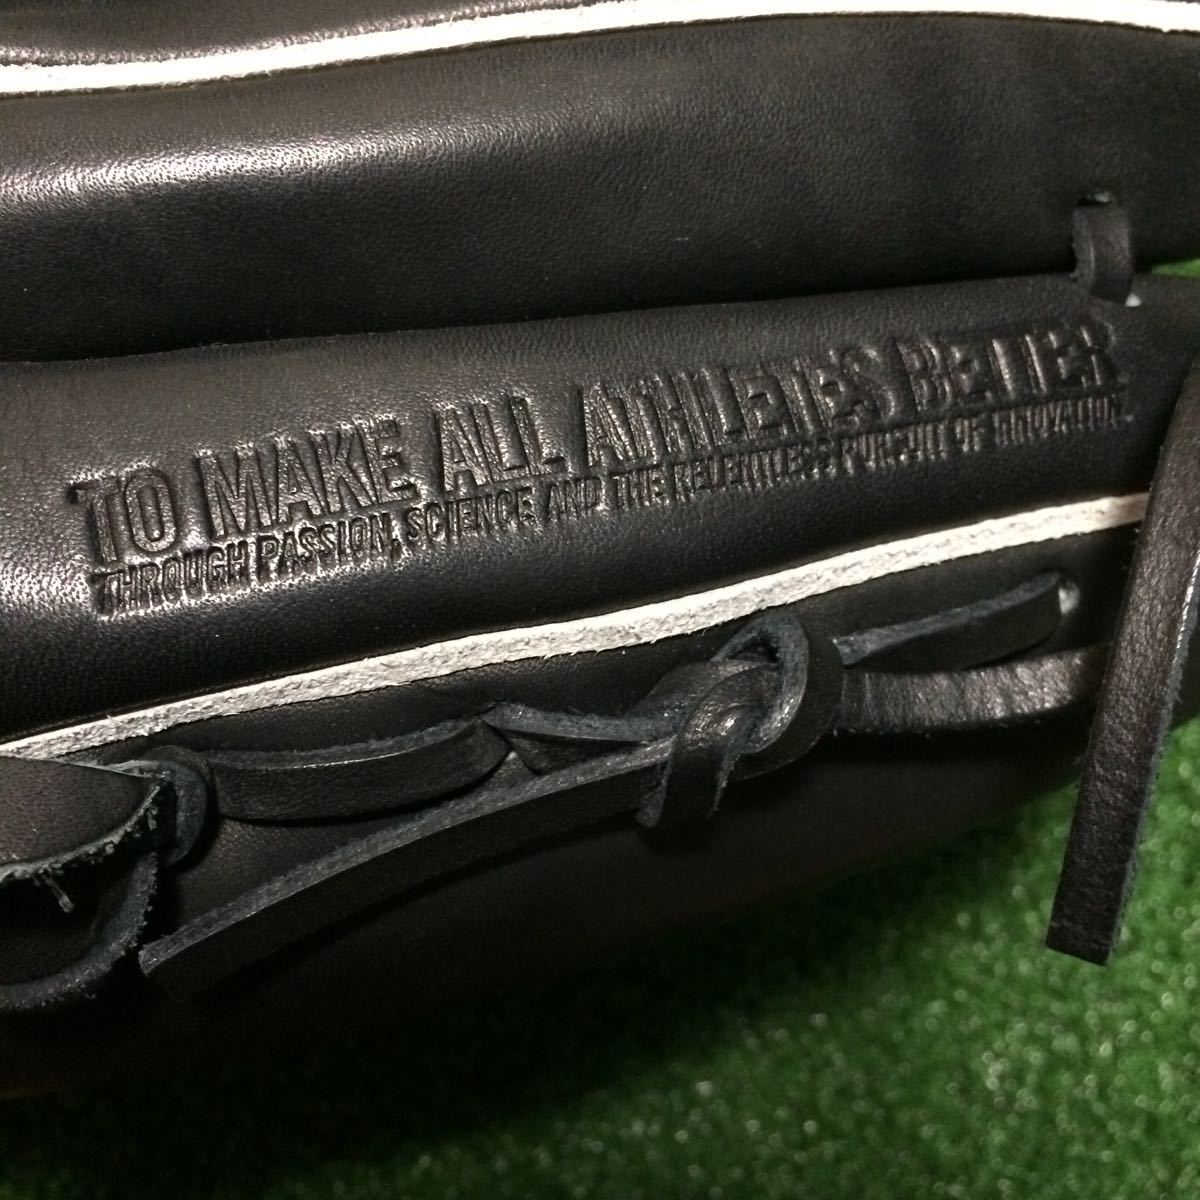 TO MAKE ALL ATHLETES BETTER
THROUGH PASSION, SCIENCE AND THE RELENTLESS PURSUIT OF INNOVATION.